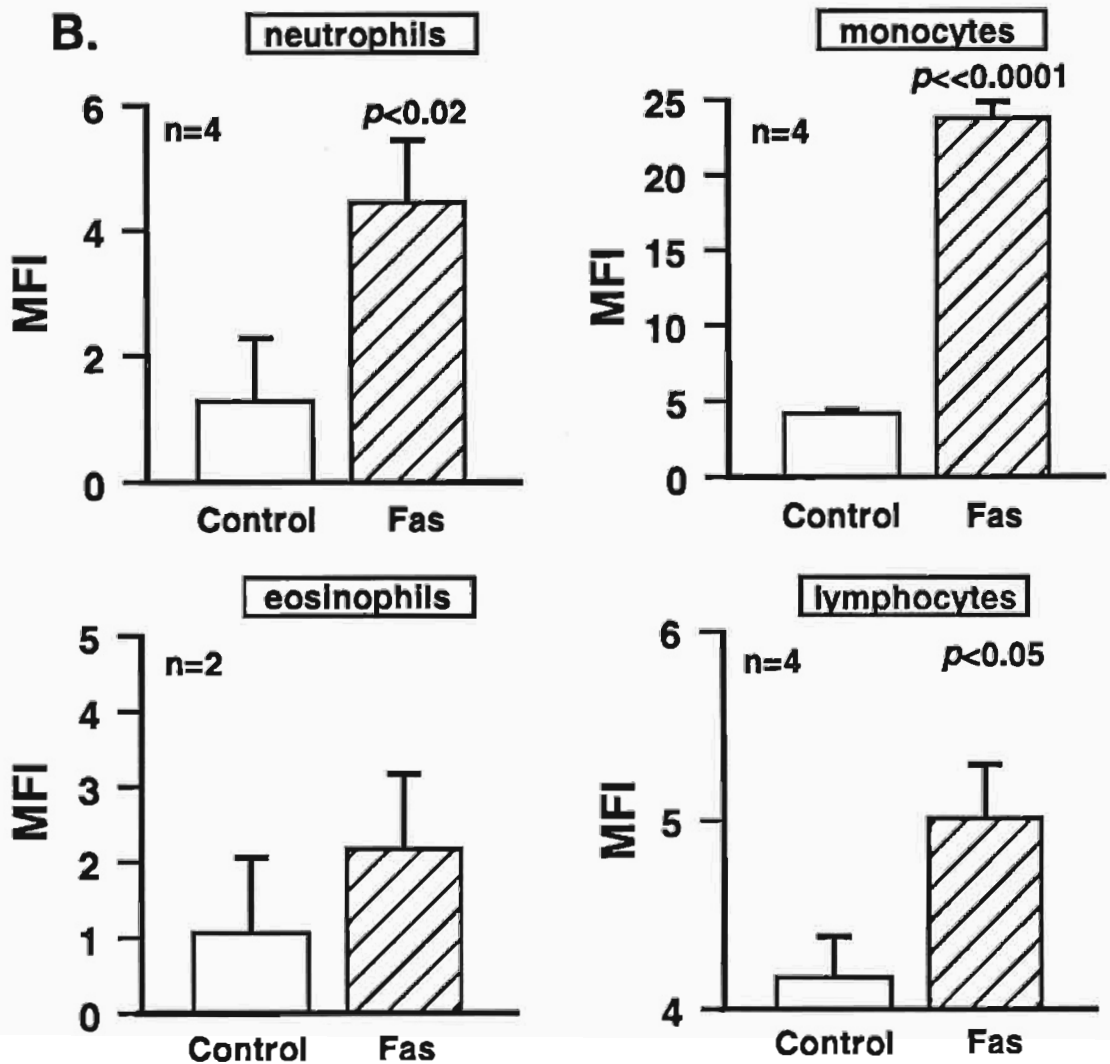 B.
neutrophils
n=4
p<0.02
MFI
6
4
2
0
Control Fas
monocytes
p<<0.0001
n=4
MFI
25
20
15
10
5
0
Control Fas
eosinophils
n=2
MFI
5
4
3
2
1
0
Control Fas
lymphocytes
n=4
p<0.05
MFI
6
5
4
Control Fas